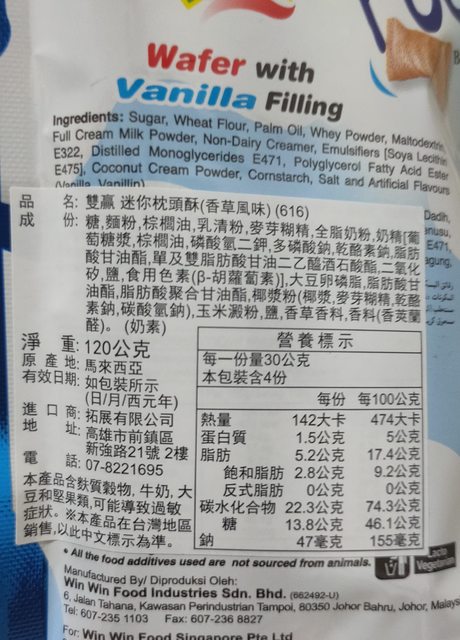 Wafer with
Vanilla Filling
Ingredients: Sugar, Wheat Flour, Palm Oil, Whey Powder, Maltodextrin,
Full Cream Milk Powder, Non-Dairy Creamer, Emulsifiers [Soya Lecithin
E322, Distilled Monoglycerides E471, Polyglycerol Fatty Acid Ester
E475], Coconut Cream Powder, Cornstarch, Salt and Artificial Flavours
(Vanilla, Vanillin)
品 名: 雙贏 迷你枕頭酥(香草風味) (616)
成 份: 糖,麵粉,棕櫚油,乳清粉,麥芽糊精,全脂奶粉,奶精[葡
萄糖漿,棕櫚油,磷酸氫二鉀,多磷酸鈉,乾酪素鈉,脂肪
酸甘油酯,單及雙脂肪酸甘油二乙醯酒石酸酯,二氧化
矽,鹽,食用色素(β-胡蘿蔔素)],大豆卵磷脂,脂肪酸甘
油酯,脂肪酸聚合甘油酯,椰漿粉(椰漿,麥芽糊精,乾酪
素鈉,碳酸氫鈉),玉米澱粉,鹽,香草香料,香料(香莢蘭
醛)。 (奶素)
淨 重: 120公克
原 產 地: 馬來西亞
有效日期: 如包裝所示
(日/月/西元年)
進 口 商: 拓展有限公司
地 址: 高雄市前鎮區
新強路21號 2樓
電 話: 07-8221695
本產品含麩質穀物, 牛奶, 大
豆和堅果類,可能導致過敏
症狀。※本產品在台灣地區
銷售,以此中文標示為準。
營養標示
每一份量30公克
本包裝含4份
每份 每100公克
熱量 142大卡 474大卡
蛋白質 1.5公克 5公克
脂肪 5.2公克 17.4公克
飽和脂肪 2.8公克 9.2公克
反式脂肪 0公克 0公克
碳水化合物 22.3公克 74.3公克
糖 13.8公克 46.1公克
鈉 47毫克 155毫克
Dadih,
E471,
• All the food additives used are not sourced from animals.
Lacto
Vegetarian
Manufactured By/ Diproduksi Oleh:
Win Win Food Industries Sdn. Bhd. (662492-U)
6, Jalan Tahana, Kawasan Perindustrian Tampoi, 80350 Johor Bahru, Johor, Malays
Tel: 607-235 1103 Fax: 607-236 8827
For: Win Win Food Singapore Pte Ltd